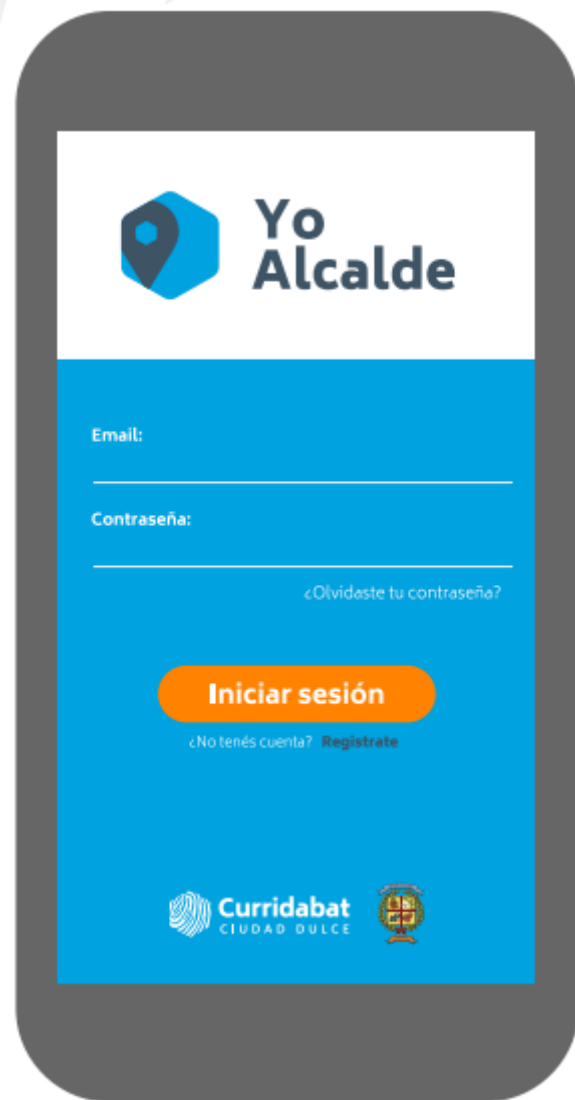 Yo
Alcalde
Email:
Contraseña:
¿Olvidaste tu contraseña?
Iniciar sesión
¿No tenés cuenta? Registrate
Curridabat
CIUDAD DULCE